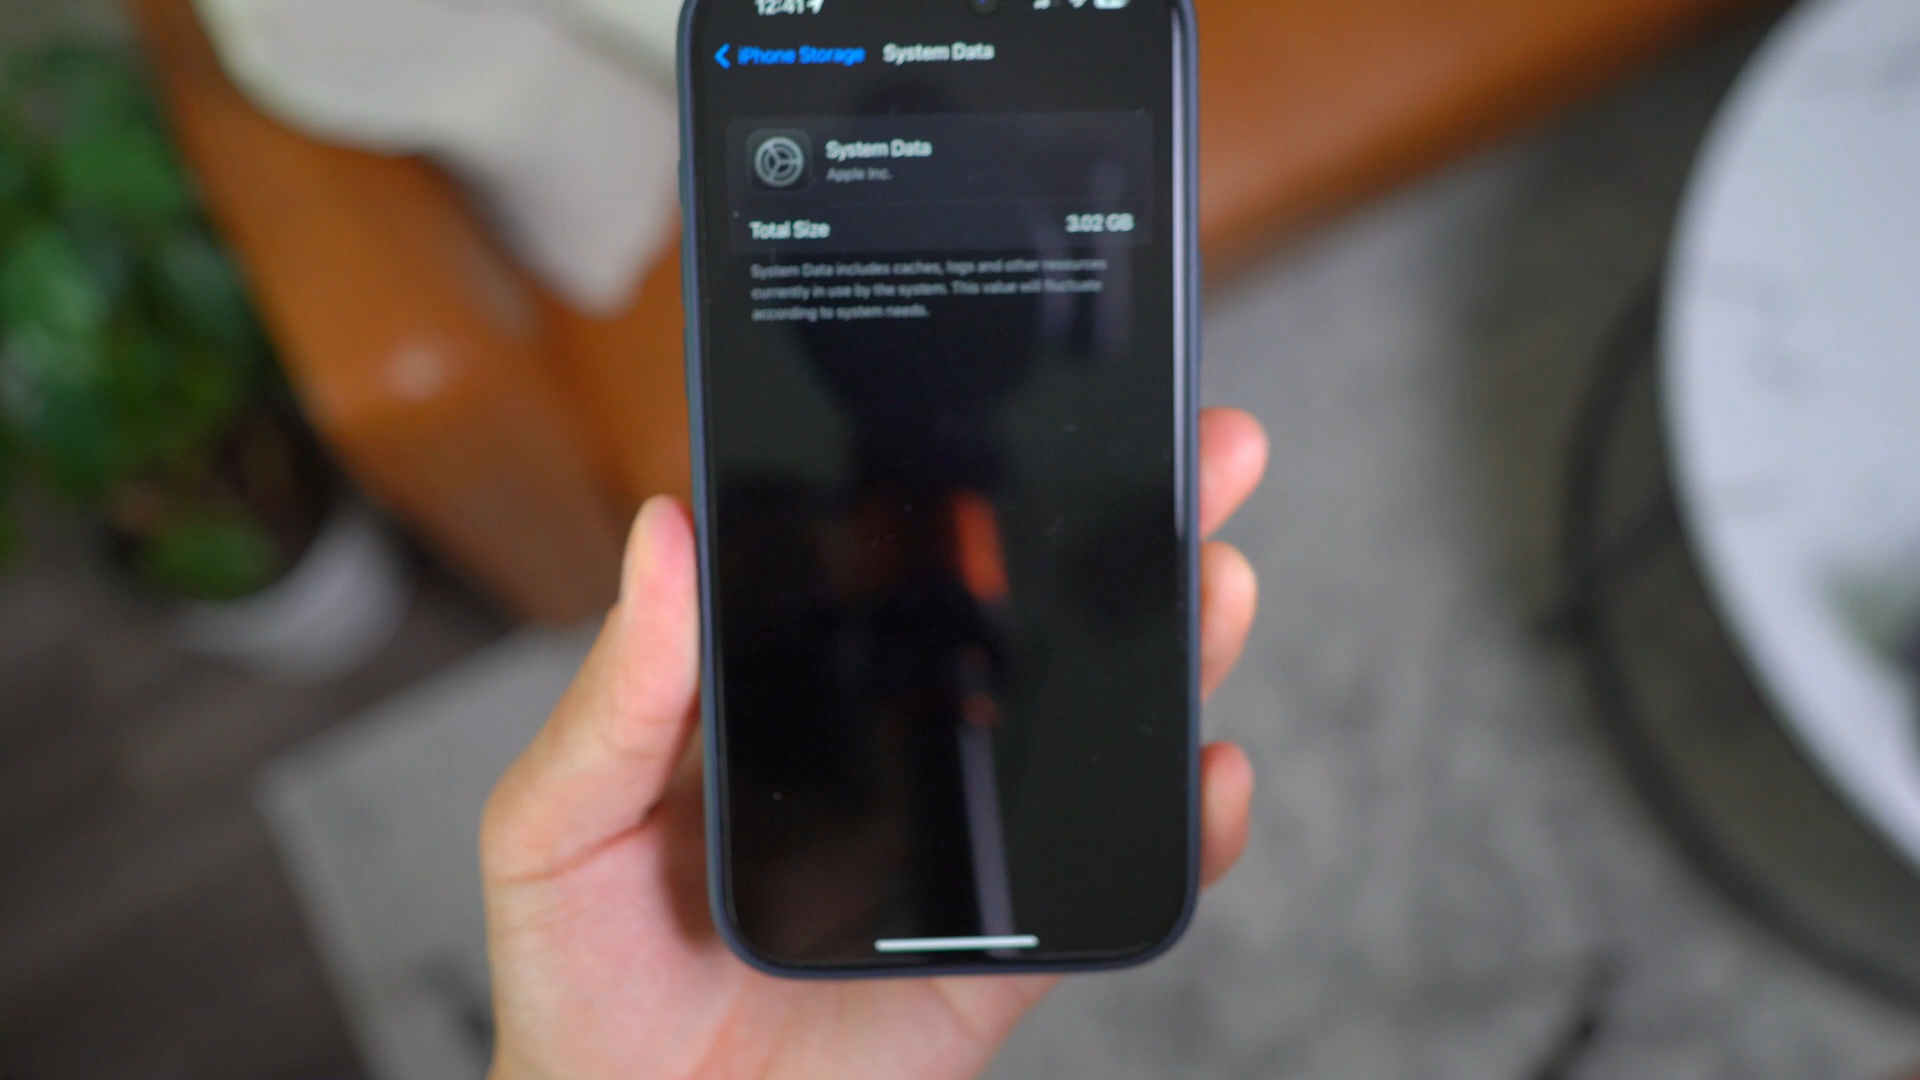 12:41
iPhone Storage System Data
System Data
Apple Inc.
Total Size 3.02 GB
System Data includes caches, logs and other resources
currently in use by the system. This value will fluctuate
according to system needs.